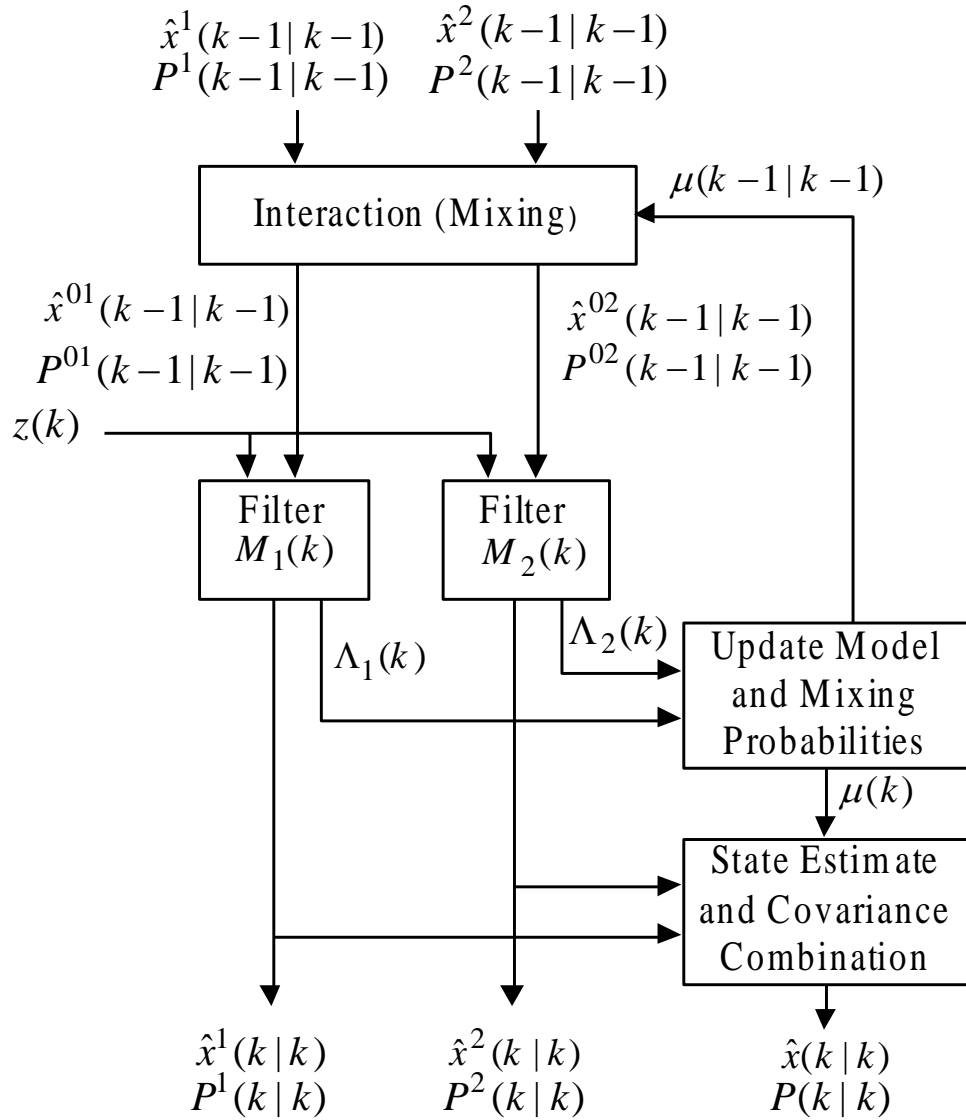 x̂¹(k−1|k−1)
P¹(k−1|k−1)
x̂²(k−1|k−1)
P²(k−1|k−1)
Interaction (Mixing)
μ(k−1|k−1)
x̂⁰¹(k−1|k−1)
P⁰¹(k−1|k−1)
x̂⁰²(k−1|k−1)
P⁰²(k−1|k−1)
z(k)
Filter
M₁(k)
Filter
M₂(k)
Λ₁(k)
Λ₂(k)
Update Model
and Mixing
Probabilities
μ(k)
State Estimate
and Covariance
Combination
x̂¹(k|k)
P¹(k|k)
x̂²(k|k)
P²(k|k)
x̂(k|k)
P(k|k)